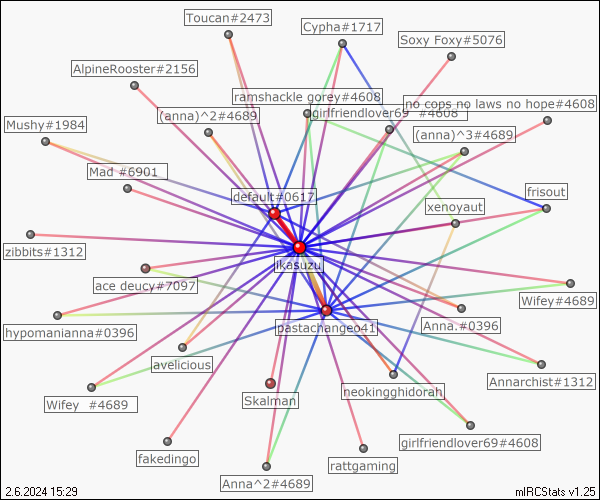 Toucan#2473
Cypha#1717
Soxy Foxy#5076
AlpineRooster#2156
ramshackle gorey#4608
no cops no laws no hope#4608
(anna)^2#4689
girlfriendlover69 #4608
Mushy#1984
(anna)^3#4689
Mad #6901
default#0617
frisout
xenoyaut
zibbits#1312
ikasuzu
ace deucy#7097
Wifey#4689
hypomanianna#0396
pastachangeo41
Anna.#0396
avelicious
Annarchist#1312
Skalman
neokingghidorah
Wifey #4689
girlfriendlover69#4608
fakedingo
rattgaming
Anna^2#4689
2.6.2024 15:29
mIRCStats v1.25